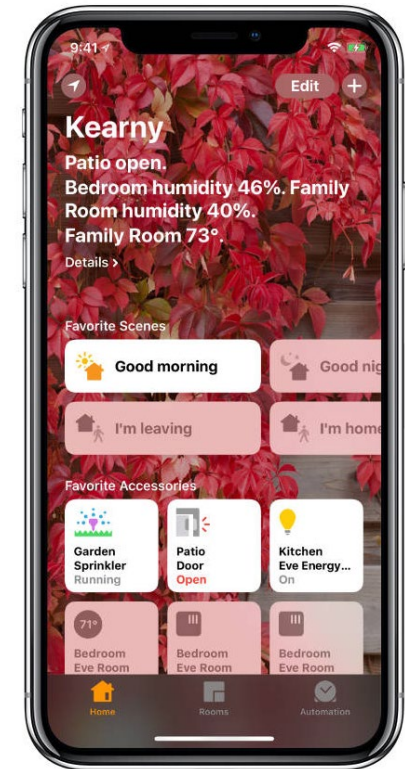 9:41
Edit
Kearny
Patio open.
Bedroom humidity 46%. Family
Room humidity 40%.
Family Room 73°.
Details >
Favorite Scenes
Good morning
Good nig
I'm leaving
I'm home
Favorite Accessories
Garden
Sprinkler
Running
Patio
Door
Open
Kitchen
Eve Energy...
On
71°
Bedroom
Eve Room
Bedroom
Eve Room
Bedroom
Eve Room
Home
Rooms
Automation